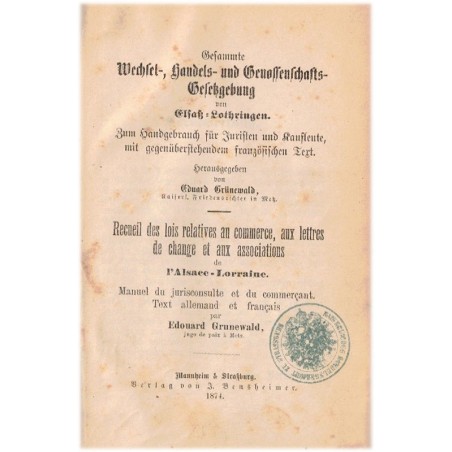 Gesammte
Wechsel-, Handels- und Genossenschafts-
Gesetzgebung
von
Elsaß-Lothringen.
Zum Handgebrauch für Juristen und Kaufleute,
mit gegenüberstehendem französischen Text.
Herausgegeben
von
Eduard Grünewald,
Kaiserl. Friedensrichter in Metz.
Recueil des lois relatives au commerce, aux lettres
de change et aux associations
de
l'Alsace-Lorraine.
Manuel du jurisconsulte et du commerçant.
Text allemand et français
par
Edouard Grunewald,
juge de paix à Metz.
Mannheim & Straßburg.
Verlag von J. Bensheimer.
1874.